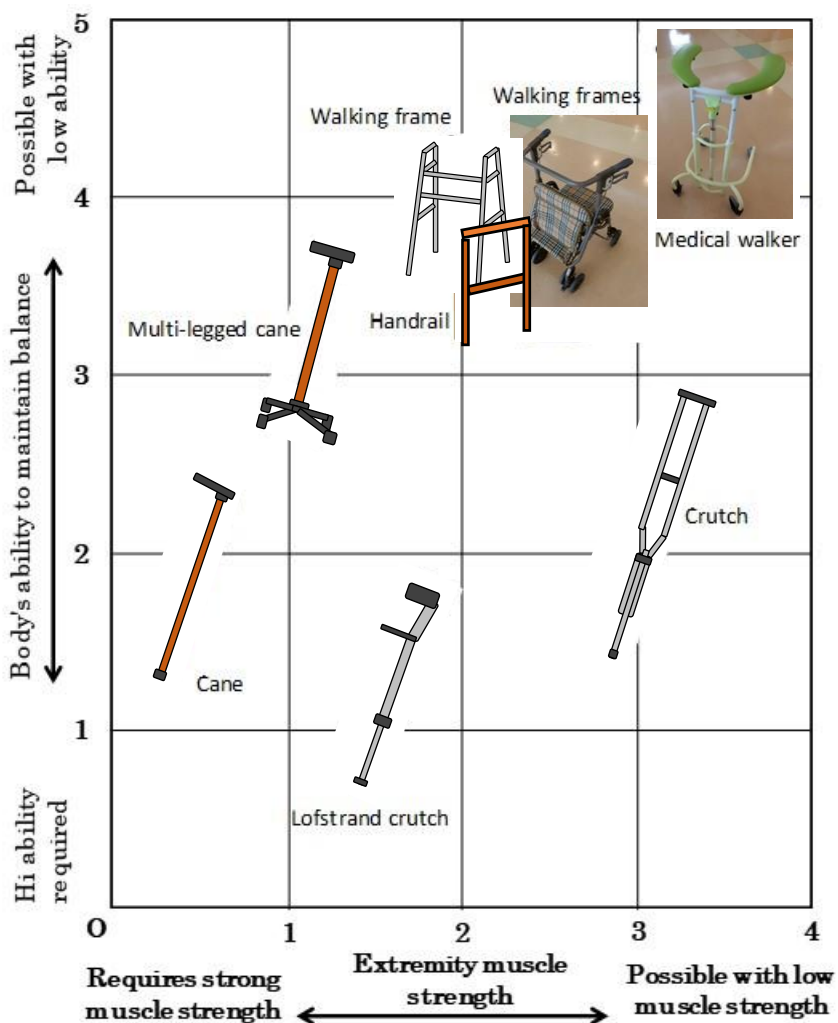 5
Possible with
low ability
Walking frame
Walking frames
4
Medical walker
Multi-legged cane
Handrail
Body's ability to maintain balance
3
Crutch
2
Cane
1
Lofstrand crutch
Hi ability
required
O
1
2
3
4
Requires strong
muscle strength
Extremity muscle
strength
Possible with low
muscle strength